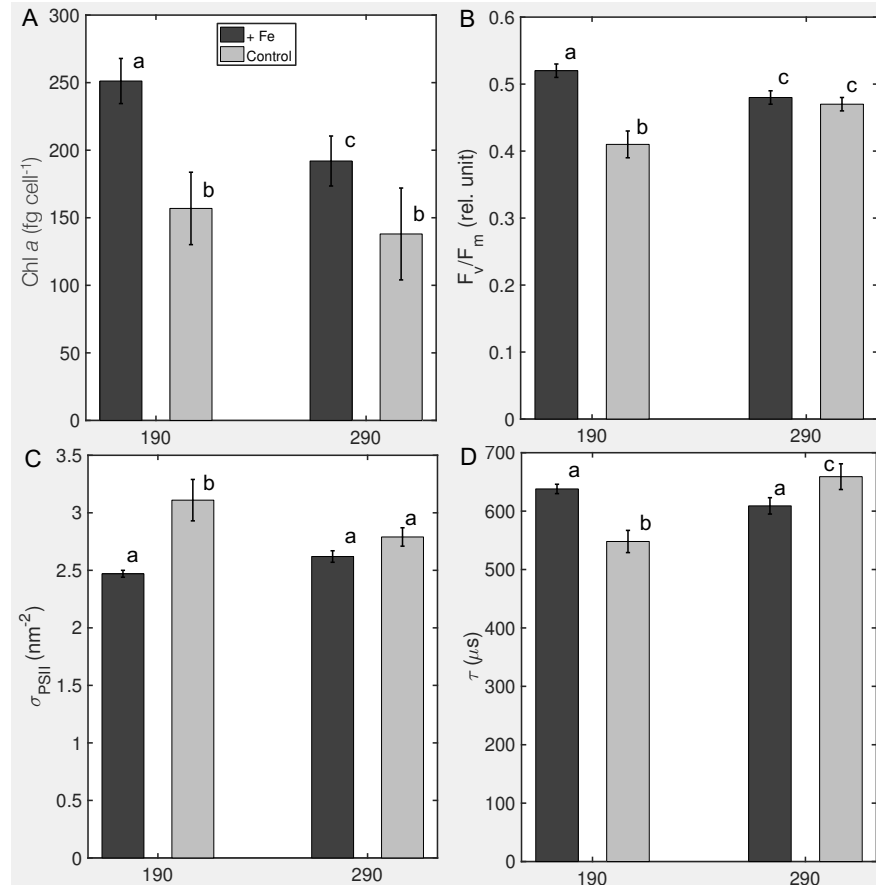 A
+ Fe
Control
Chl a (fg cell⁻¹)
300
250
200
150
100
50
0
a
b
c
b
190
290
B
F_v/F_m (rel. unit)
0.6
0.5
0.4
0.3
0.2
0.1
0
a
b
c
c
190
290
C
σ_PSII (nm⁻²)
3.5
3
2.5
2
1.5
1
0.5
0
a
b
a
a
190
290
D
τ (μs)
700
600
500
400
300
200
100
0
a
b
a
c
190
290